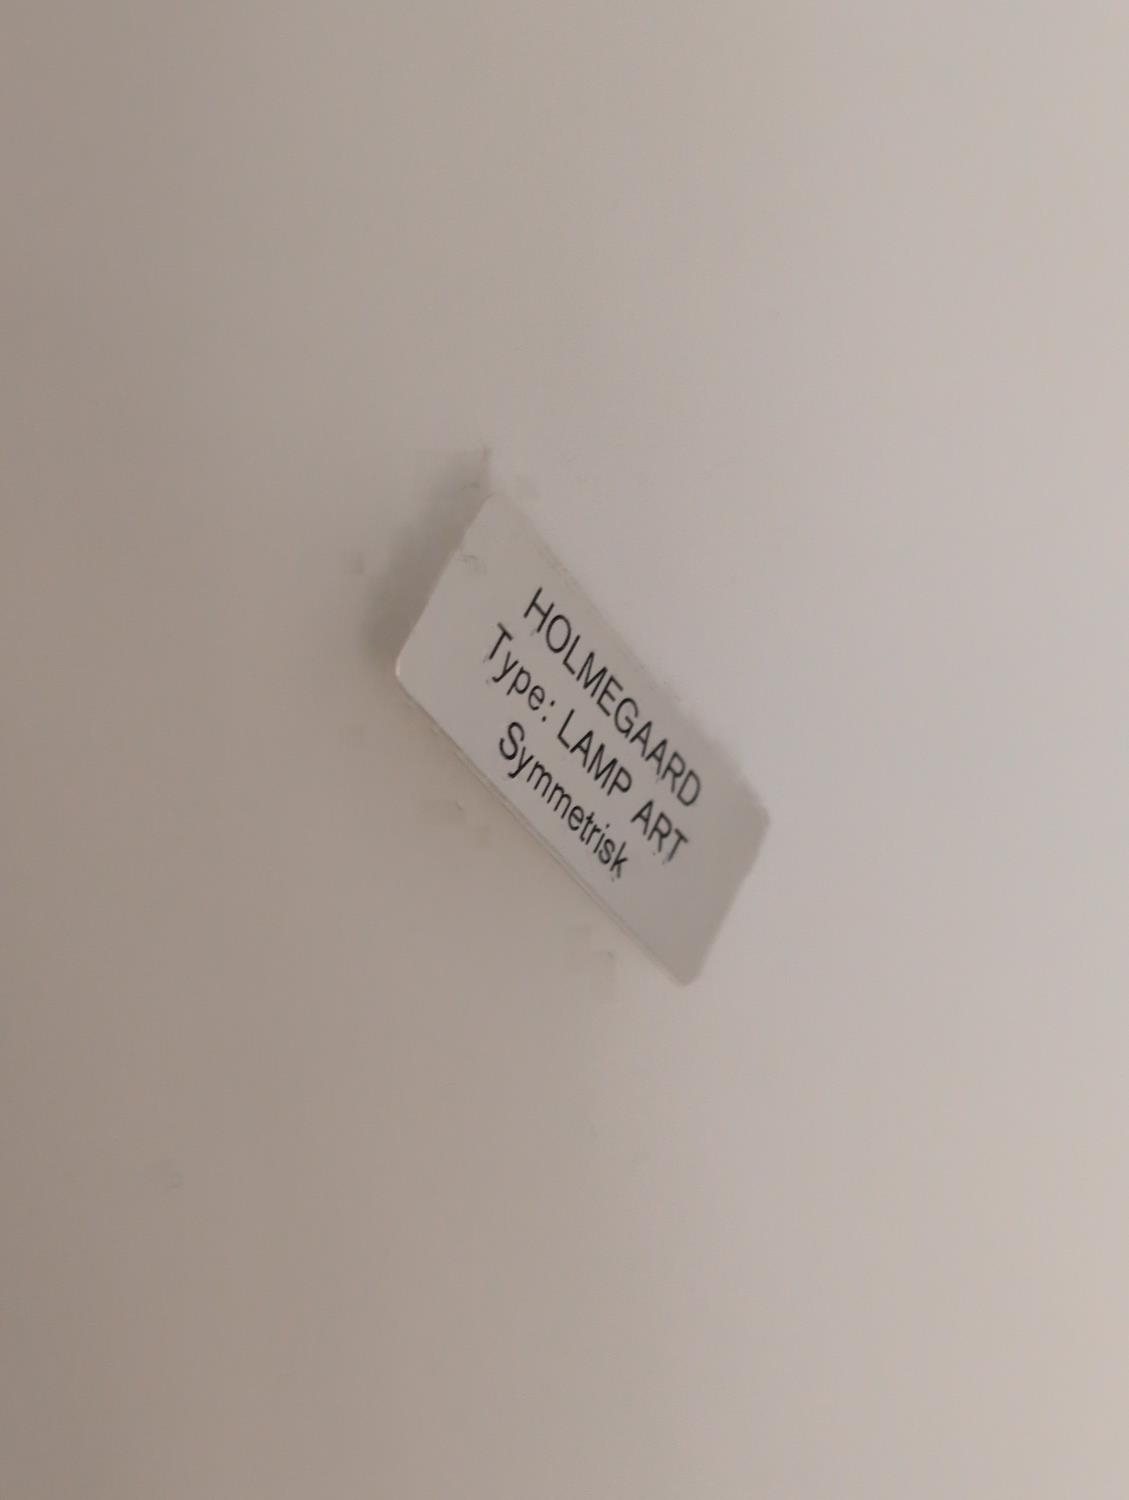 HOLMEGAARD
Type: LAMP ART
Symmetrisk